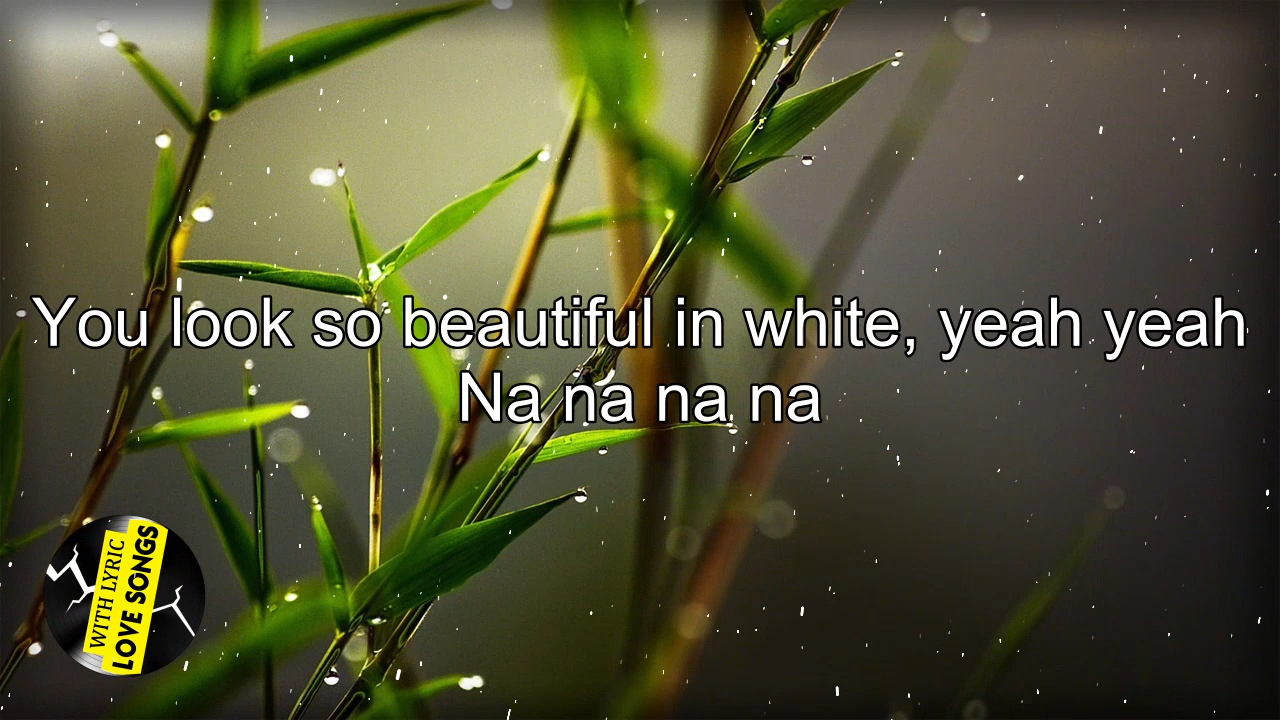 You look so beautiful in white, yeah yeah
Na na na na
WITH LYRIC
LOVE SONGS